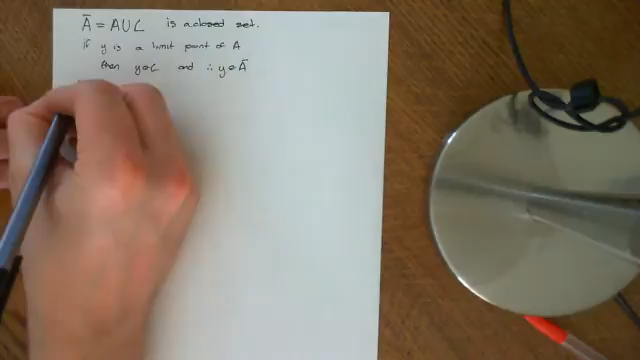 Ā = A ∪ L is a closed set.
if y is a limit point of A
then y ∈ L and ∴ y ∈ Ā